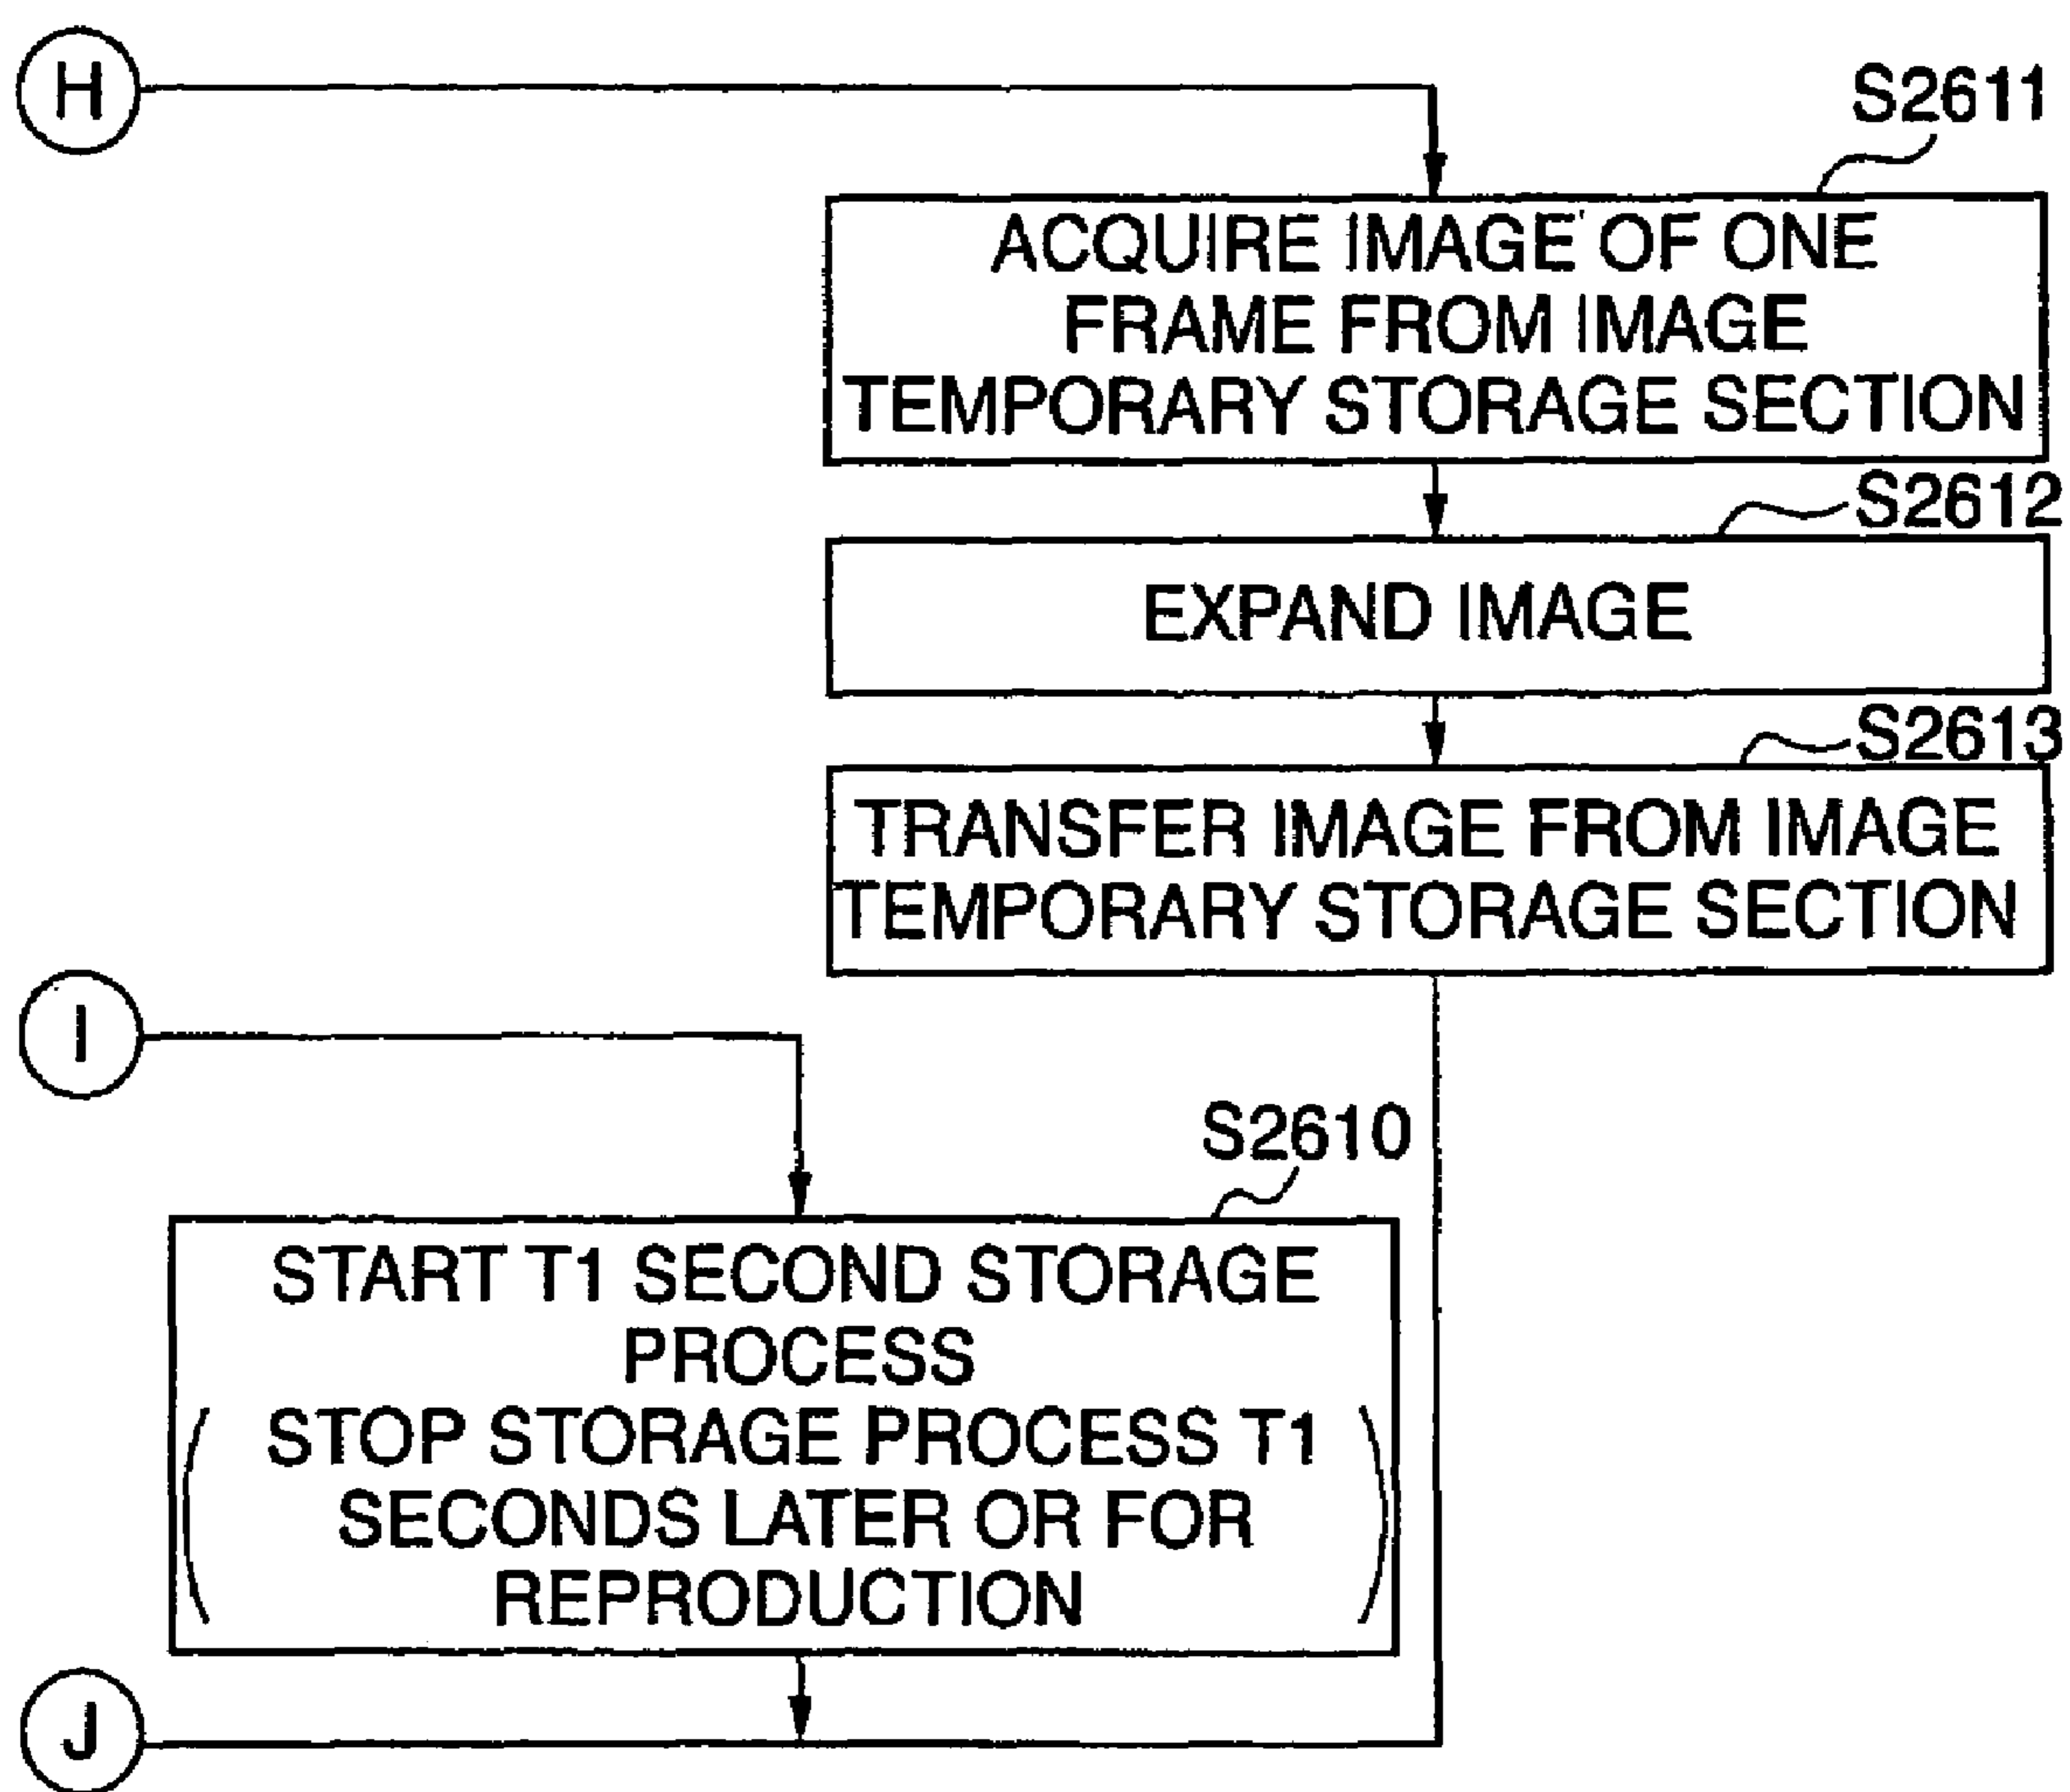 H
S2611
ACQUIRE IMAGE OF ONE
FRAME FROM IMAGE
TEMPORARY STORAGE SECTION
S2612
EXPAND IMAGE
S2613
TRANSFER IMAGE FROM IMAGE
TEMPORARY STORAGE SECTION
I
S2610
START T1 SECOND STORAGE
PROCESS
( STOP STORAGE PROCESS T1
SECONDS LATER OR FOR
REPRODUCTION )
J